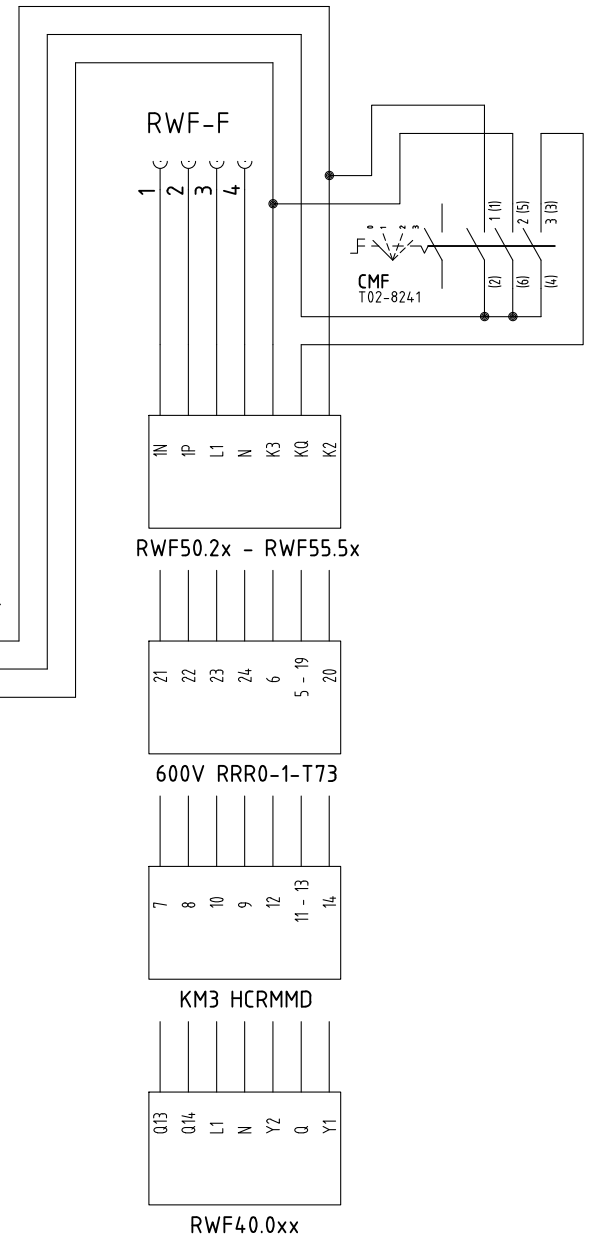 RWF-F
1 2 3 4
1 (1) 2 (5) 3 (3)
0 1 2 3
CMF
T02-8241
(2) (6) (4)
1N 1P L1 N K3 KQ K2
RWF50.2x - RWF55.5x
21 22 23 24 6 5 - 19 20
600V RRR0-1-T73
7 8 10 9 12 11 - 13 14
KM3 HCRMMD
Q13 Q14 L1 N Y2 Q Y1
RWF40.0xx